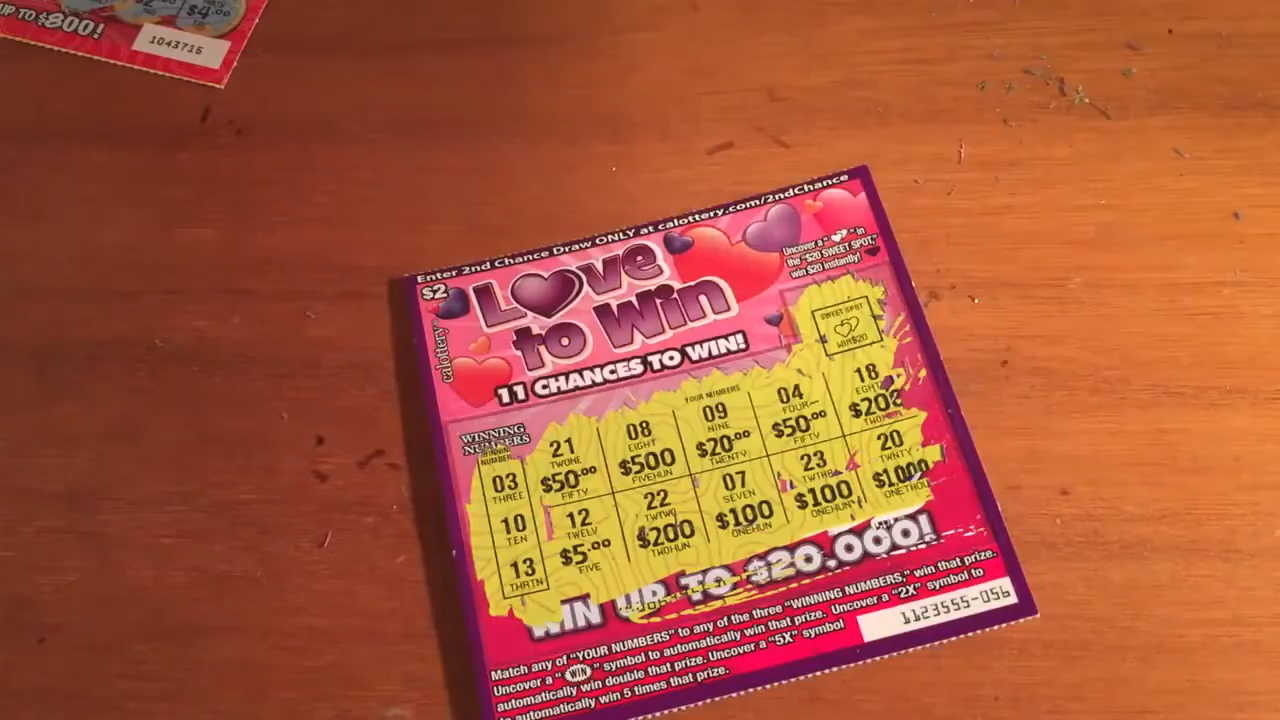 UP TO $800!
$4.00
1043715
Enter 2nd Chance Draw ONLY at calottery.com/2ndChance
$2
calottery
Love
to Win
11 CHANCES TO WIN!
Uncover a " " in
the "$20 SWEET SPOT,"
win $20 instantly!
SWEET SPOT
WIN$20
WINNING
NUMBERS
WINNING
NUMBER
03
THREE
10
TEN
13
THRTN
YOUR NUMBERS
21 08 09 04 18
TWONE EIGHT NINE FOUR EGHTN
$50.00 $500 $20.00 $50.00 $200
FIFTY FIVEHUN TWENTY FIFTY TWOHUN
12 22 07 23 20
TWELV TWTWO SEVEN TWTHR TWNTY
$5.00 $200 $100 $100 $1,000
FIVE TWOHUN ONEHUN ONEHUN ONETHOU
WIN UP TO $20,000!
Match any of "YOUR NUMBERS" to any of the three "WINNING NUMBERS," win that prize.
Uncover a "WIN" symbol to automatically win that prize. Uncover a "2X" symbol to
automatically win double that prize. Uncover a "5X" symbol
to automatically win 5 times that prize.
1123555-056